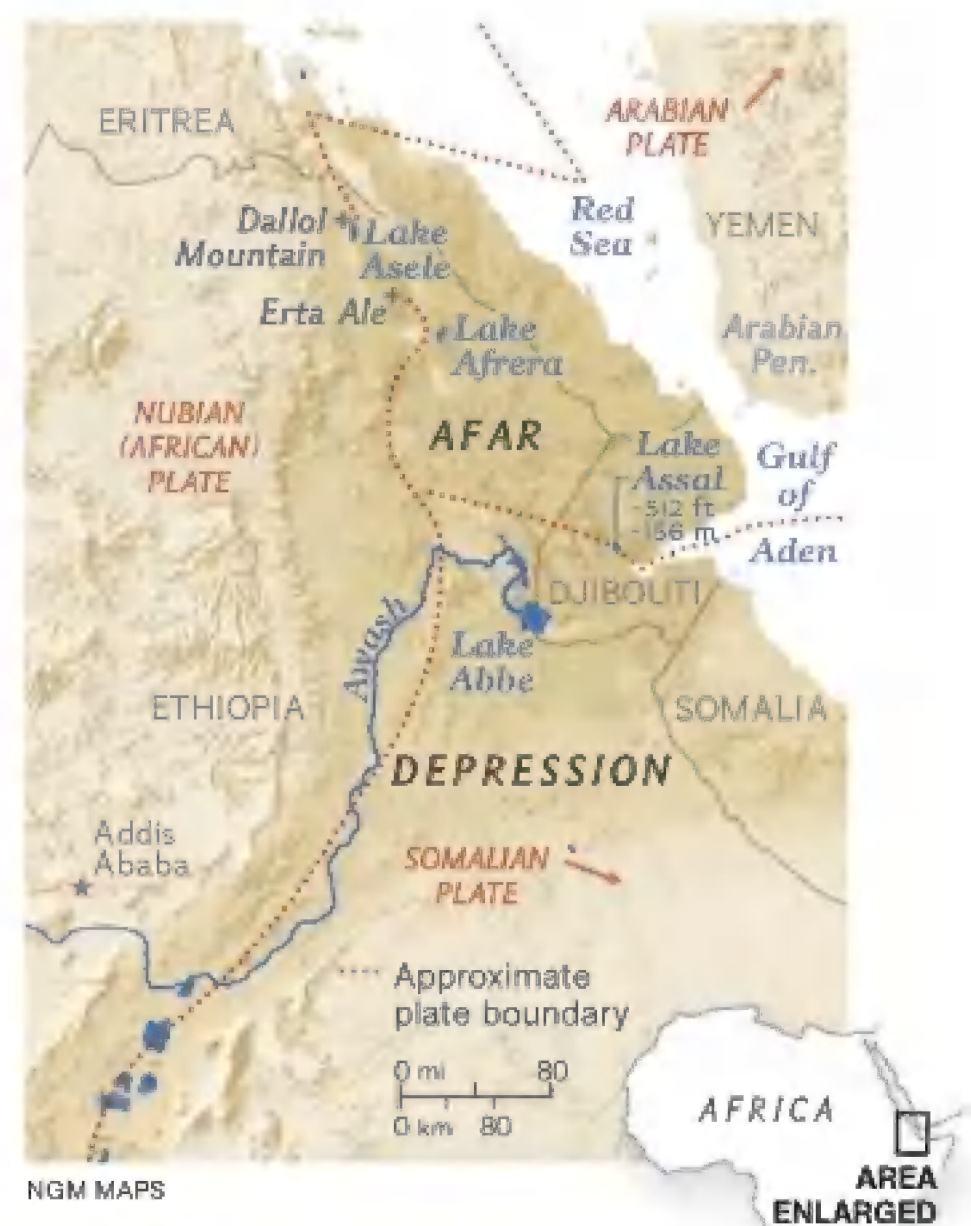 ERITREA
ARABIAN
PLATE
Dallol
Mountain
Lake
Asele
Red
Sea
YEMEN
Erta Ale
Lake
Afrera
Arabian
Pen.
NUBIAN
(AFRICAN)
PLATE
AFAR
Lake
Assal
-512 ft
-156 m
Gulf
of
Aden
DJIBOUTI
Awash
Lake
Abbe
ETHIOPIA
SOMALIA
DEPRESSION
Addis
Ababa
SOMALIAN
PLATE
Approximate
plate boundary
0 mi 80
0 km 80
AFRICA
AREA
ENLARGED
NGM MAPS